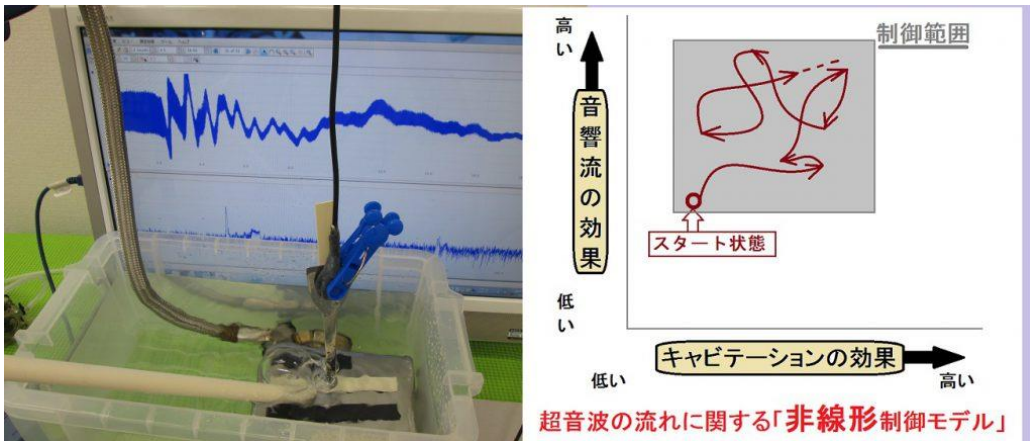 高い
制御範囲
音響流の効果
スタート状態
低い
キャビテーションの効果
低い
高い
超音波の流れに関する「非線形制御モデル」